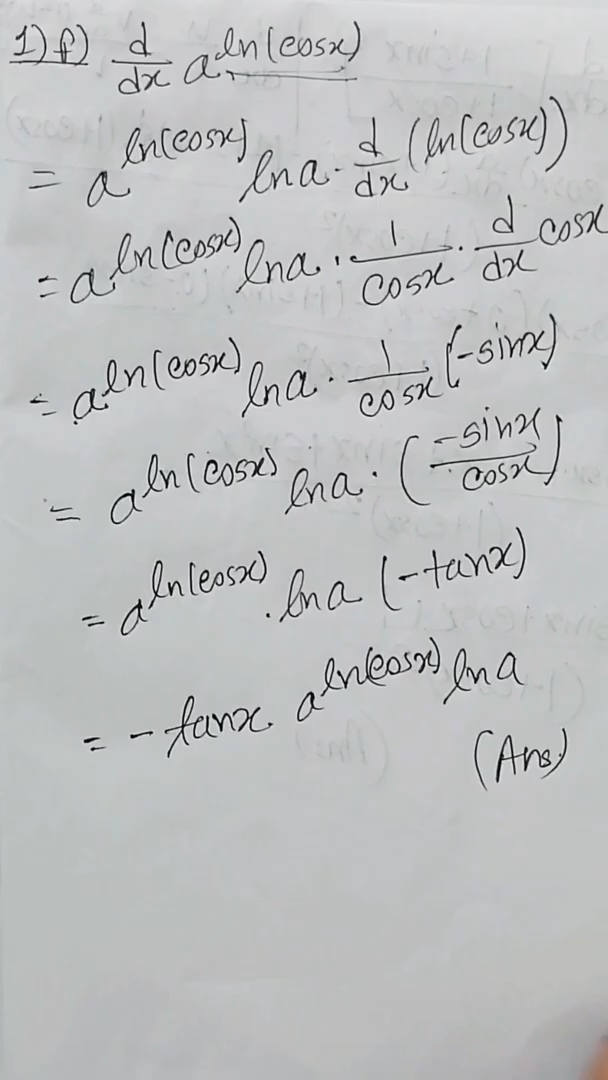 1) f) d/dx a^ln(cosx)
= a^ln(cosx) lna · d/dx (ln(cosx))
= a^ln(cosx) lna · 1/cosx · d/dx cosx
= a^ln(cosx) lna · 1/cosx (-sinx)
= a^ln(cosx) lna · (-sinx/cosx)
= a^ln(cosx) · lna (-tanx)
= -tanx a^ln(cosx) lna
(Ans)